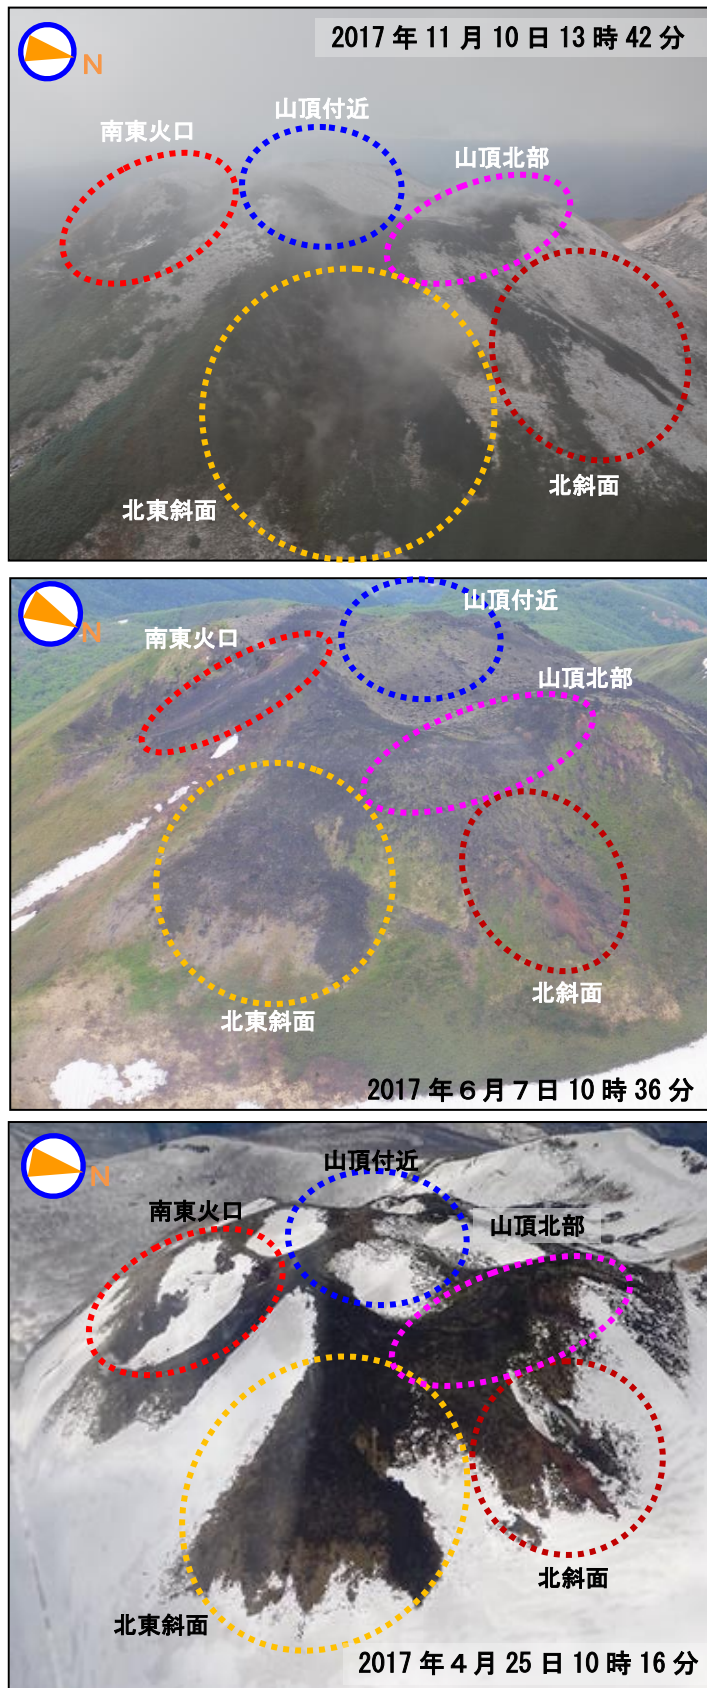 2017年11月10日13時42分
N
山頂付近
南東火口
山頂北部
北斜面
北東斜面
N
山頂付近
南東火口
山頂北部
北斜面
北東斜面
2017年6月7日10時36分
N
山頂付近
南東火口
山頂北部
北斜面
北東斜面
2017年4月25日10時16分